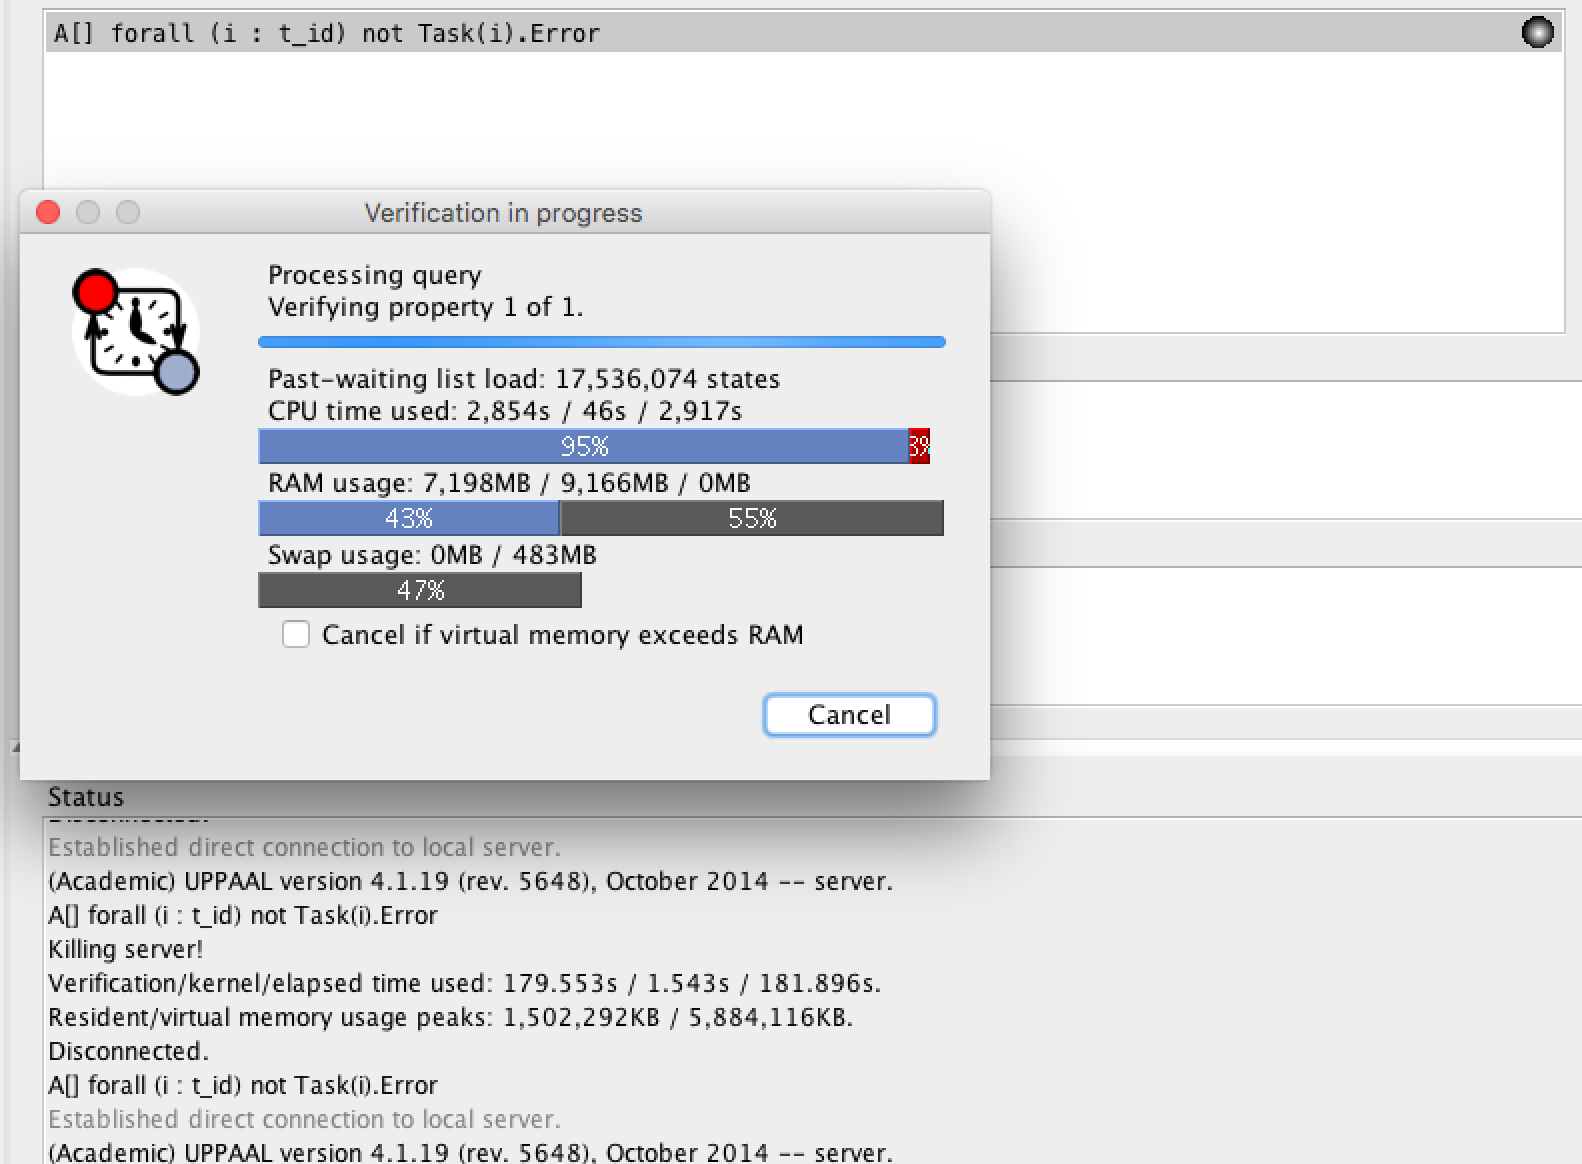 A[] forall (i : t_id) not Task(i).Error
Verification in progress
Processing query
Verifying property 1 of 1.
Past-waiting list load: 17,536,074 states
CPU time used: 2,854s / 46s / 2,917s
95% 3%
RAM usage: 7,198MB / 9,166MB / 0MB
43% 55%
Swap usage: 0MB / 483MB
47%
Cancel if virtual memory exceeds RAM
Cancel
Status
Disconnected.
Established direct connection to local server.
(Academic) UPPAAL version 4.1.19 (rev. 5648), October 2014 -- server.
A[] forall (i : t_id) not Task(i).Error
Killing server!
Verification/kernel/elapsed time used: 179.553s / 1.543s / 181.896s.
Resident/virtual memory usage peaks: 1,502,292KB / 5,884,116KB.
Disconnected.
A[] forall (i : t_id) not Task(i).Error
Established direct connection to local server.
(Academic) UPPAAL version 4.1.19 (rev. 5648), October 2014 -- server.